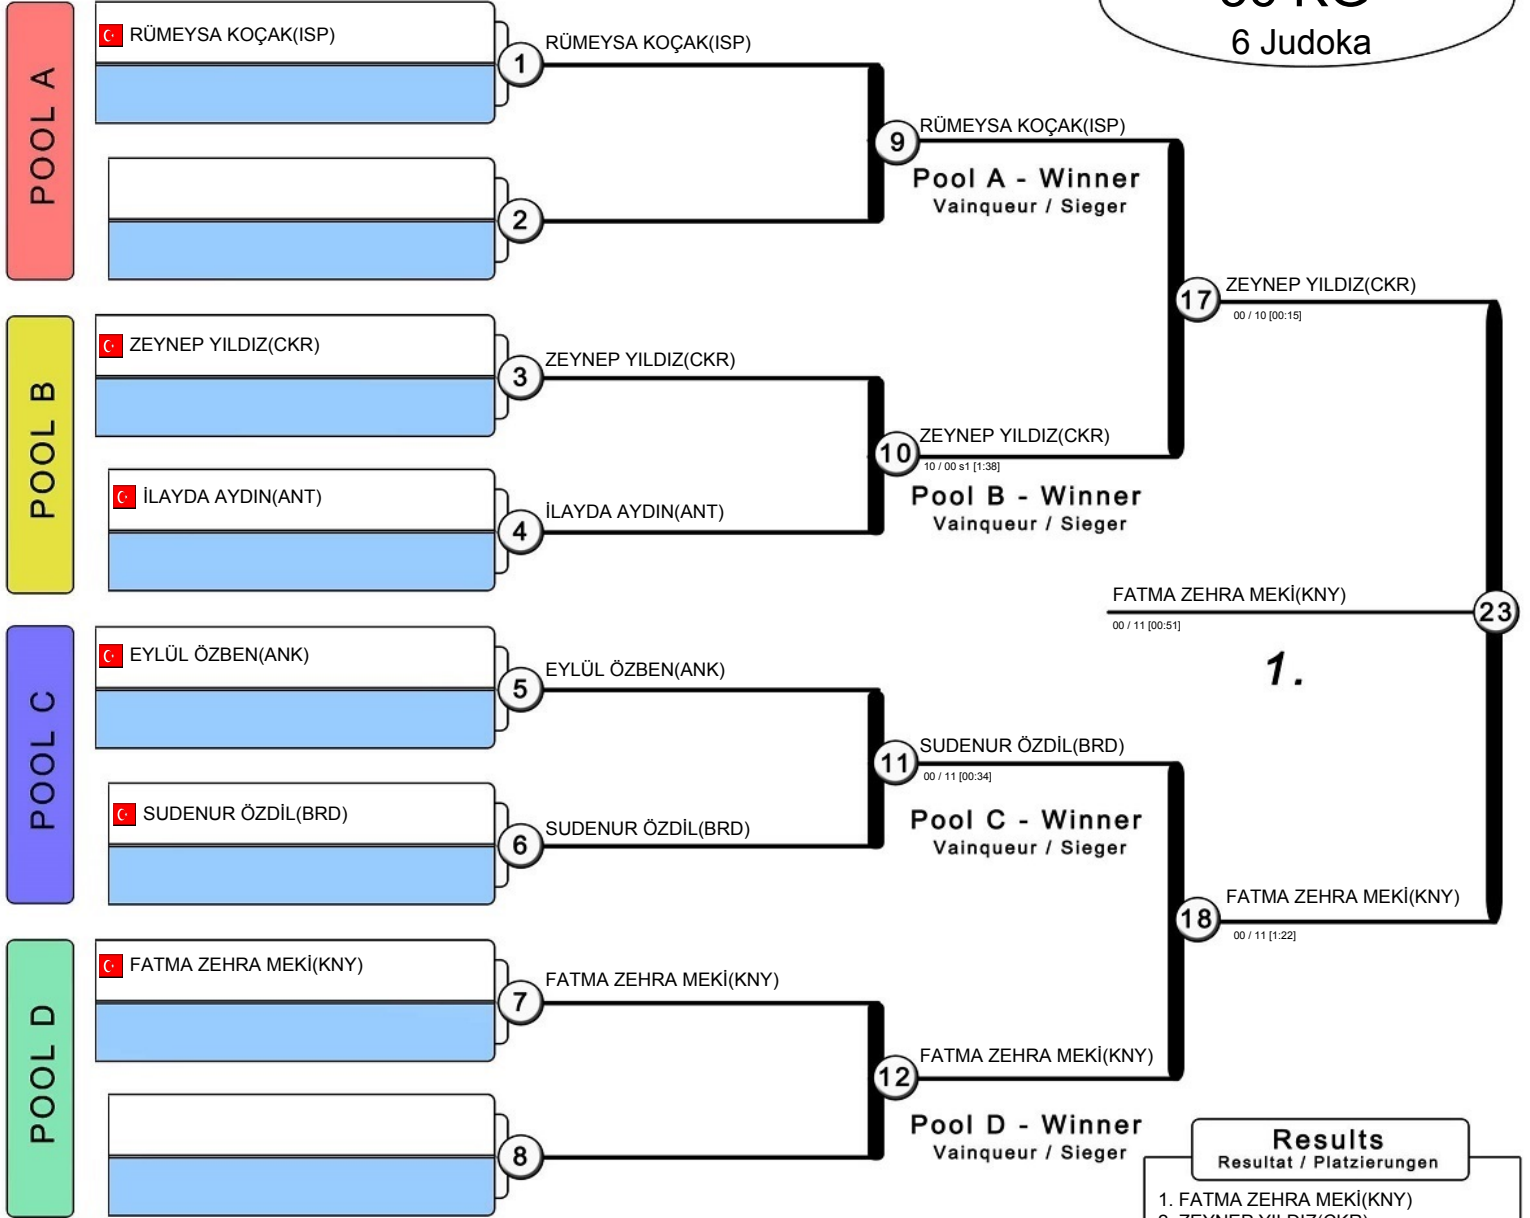 6 Judoka
POOL A
RÜMEYSA KOÇAK(ISP)
1
RÜMEYSA KOÇAK(ISP)
2
9
RÜMEYSA KOÇAK(ISP)
Pool A - Winner
Vainqueur / Sieger
17
ZEYNEP YILDIZ(CKR)
00 / 10 [00:15]
POOL B
ZEYNEP YILDIZ(CKR)
3
ZEYNEP YILDIZ(CKR)
İLAYDA AYDIN(ANT)
4
İLAYDA AYDIN(ANT)
10
ZEYNEP YILDIZ(CKR)
10 / 00 s1 [1:38]
Pool B - Winner
Vainqueur / Sieger
FATMA ZEHRA MEKİ(KNY)
23
00 / 11 [00:51]
1.
POOL C
EYLÜL ÖZBEN(ANK)
5
EYLÜL ÖZBEN(ANK)
SUDENUR ÖZDİL(BRD)
6
SUDENUR ÖZDİL(BRD)
11
SUDENUR ÖZDİL(BRD)
00 / 11 [00:34]
Pool C - Winner
Vainqueur / Sieger
18
FATMA ZEHRA MEKİ(KNY)
00 / 11 [1:22]
POOL D
FATMA ZEHRA MEKİ(KNY)
7
FATMA ZEHRA MEKİ(KNY)
8
12
FATMA ZEHRA MEKİ(KNY)
Pool D - Winner
Vainqueur / Sieger
Results
Resultat / Platzierungen
1. FATMA ZEHRA MEKİ(KNY)
2. ZEYNEP YILDIZ(CKR)